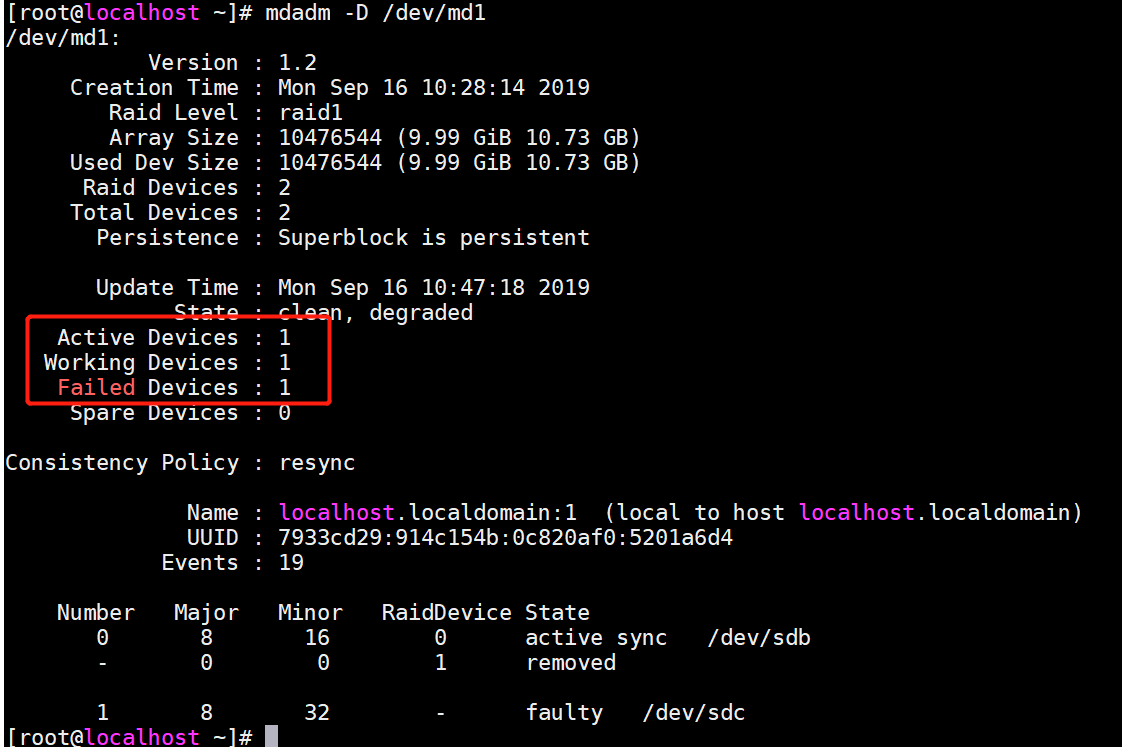 [root@localhost ~]# mdadm -D /dev/md1
/dev/md1:
Version : 1.2
Creation Time : Mon Sep 16 10:28:14 2019
Raid Level : raid1
Array Size : 10476544 (9.99 GiB 10.73 GB)
Used Dev Size : 10476544 (9.99 GiB 10.73 GB)
Raid Devices : 2
Total Devices : 2
Persistence : Superblock is persistent
Update Time : Mon Sep 16 10:47:18 2019
State : clean, degraded
Active Devices : 1
Working Devices : 1
Failed Devices : 1
Spare Devices : 0
Consistency Policy : resync
Name : localhost.localdomain:1 (local to host localhost.localdomain)
UUID : 7933cd29:914c154b:0c820af0:5201a6d4
Events : 19
Number Major Minor RaidDevice State
0 8 16 0 active sync /dev/sdb
- 0 0 1 removed
1 8 32 - faulty /dev/sdc
[root@localhost ~]#